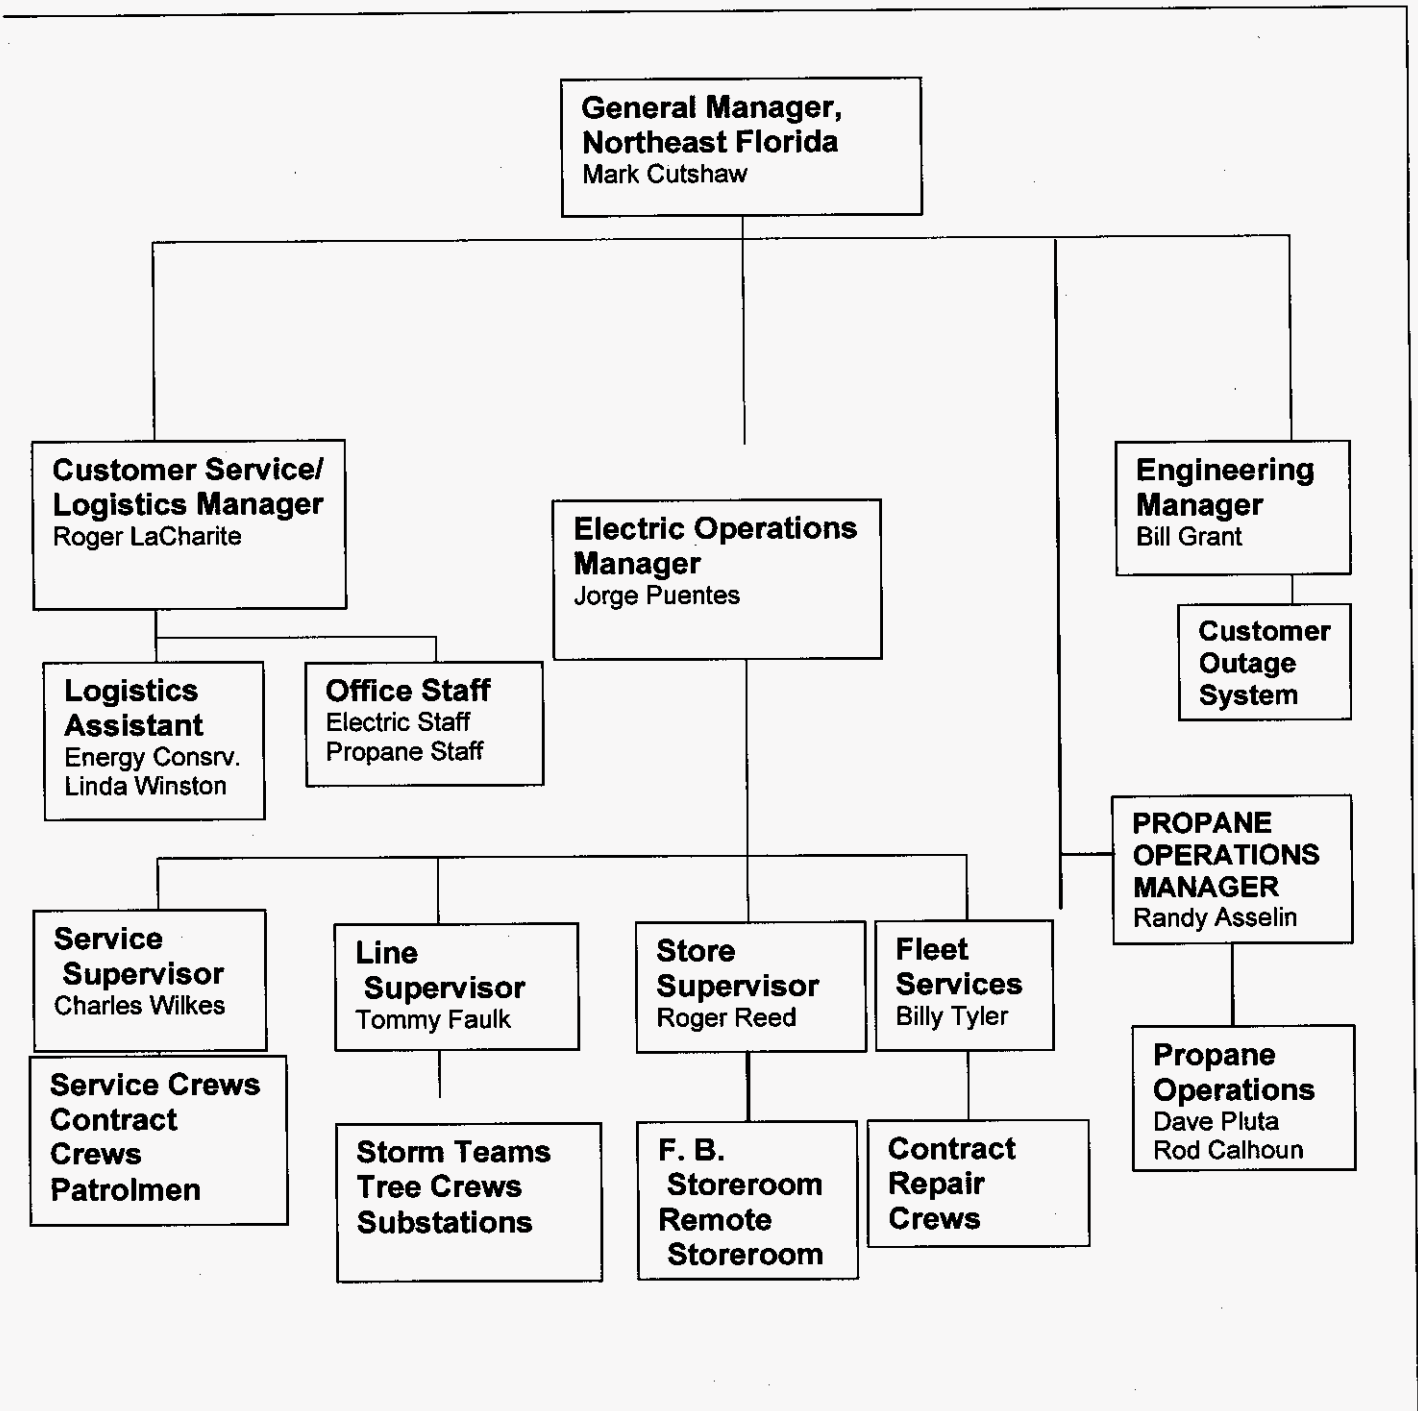 General Manager,
Northeast Florida
Mark Cutshaw
Customer Service/
Logistics Manager
Roger LaCharite
Electric Operations
Manager
Jorge Puentes
Engineering
Manager
Bill Grant
Customer
Outage
System
Logistics
Assistant
Energy Consrv.
Linda Winston
Office Staff
Electric Staff
Propane Staff
PROPANE
OPERATIONS
MANAGER
Randy Asselin
Service
Supervisor
Charles Wilkes
Line
Supervisor
Tommy Faulk
Store
Supervisor
Roger Reed
Fleet
Services
Billy Tyler
Propane
Operations
Dave Pluta
Rod Calhoun
Service Crews
Contract
Crews
Patrolmen
Storm Teams
Tree Crews
Substations
F. B.
Storeroom
Remote
Storeroom
Contract
Repair
Crews